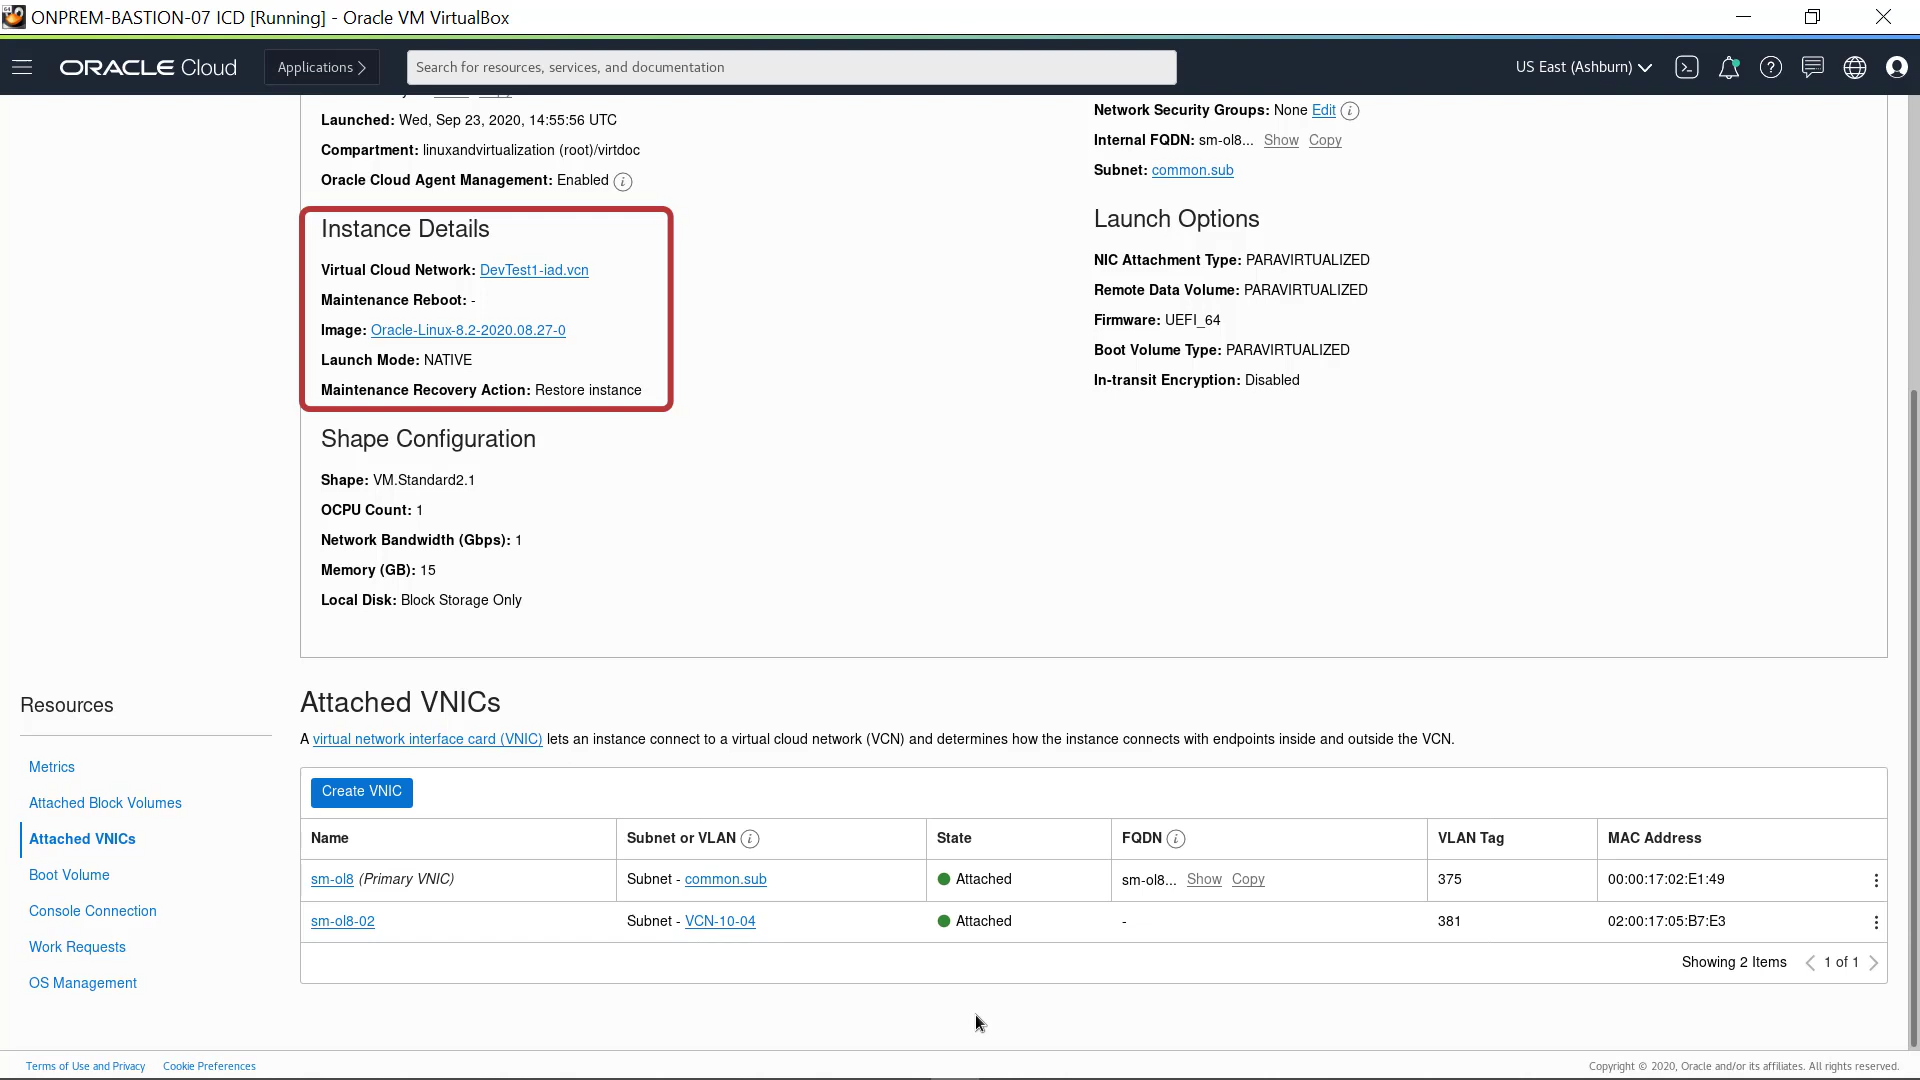 ONPREM-BASTION-07 ICD [Running] - Oracle VM VirtualBox
ORACLE Cloud
Applications
Search for resources, services, and documentation
US East (Ashburn)
Launched: Wed, Sep 23, 2020, 14:55:56 UTC
Compartment: linuxandvirtualization (root)/virtdoc
Oracle Cloud Agent Management: Enabled
Network Security Groups: None Edit
Internal FQDN: sm-ol8... Show Copy
Subnet: common.sub
Instance Details
Virtual Cloud Network: DevTest1-iad.vcn
Maintenance Reboot: -
Image: Oracle-Linux-8.2-2020.08.27-0
Launch Mode: NATIVE
Maintenance Recovery Action: Restore instance
Launch Options
NIC Attachment Type: PARAVIRTUALIZED
Remote Data Volume: PARAVIRTUALIZED
Firmware: UEFI_64
Boot Volume Type: PARAVIRTUALIZED
In-transit Encryption: Disabled
Shape Configuration
Shape: VM.Standard2.1
OCPU Count: 1
Network Bandwidth (Gbps): 1
Memory (GB): 15
Local Disk: Block Storage Only
Resources
Metrics
Attached Block Volumes
Attached VNICs
Boot Volume
Console Connection
Work Requests
OS Management
Attached VNICs
A virtual network interface card (VNIC) lets an instance connect to a virtual cloud network (VCN) and determines how the instance connects with endpoints inside and outside the VCN.
Create VNIC
Name Subnet or VLAN State FQDN VLAN Tag MAC Address
sm-ol8 (Primary VNIC) Subnet - common.sub Attached sm-ol8... Show Copy 375 00:00:17:02:E1:49
sm-ol8-02 Subnet - VCN-10-04 Attached - 381 02:00:17:05:B7:E3
Showing 2 Items 1 of 1
Terms of Use and Privacy Cookie Preferences
Copyright © 2020, Oracle and/or its affiliates. All rights reserved.